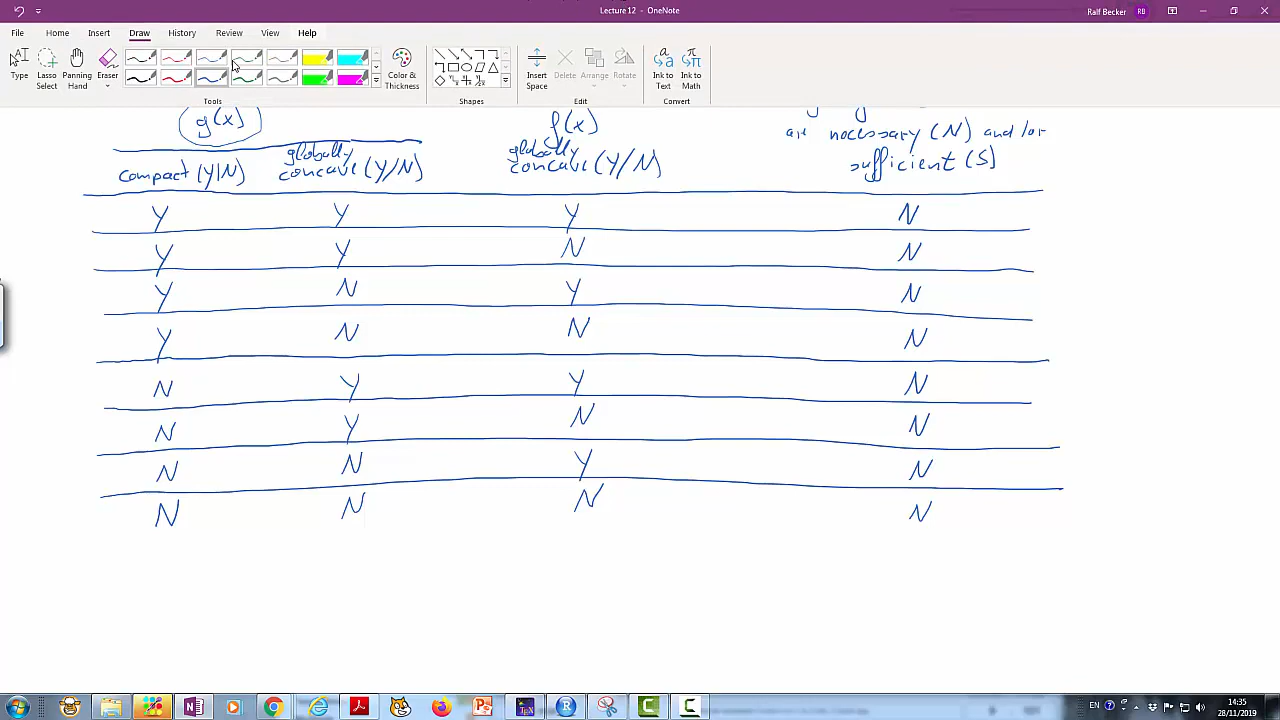 Lecture 12 - OneNote
Ralf Becker RB
File Home Insert Draw History Review View Help
Type Lasso Select Panning Hand Eraser Color & Thickness Insert Space Delete Arrange Rotate Ink to Text Ink to Math
Tools Shapes Edit Convert
g(x) f(x)
are necessary (N) and/or
globally globally
compact (Y/N) concave (Y/N) concave (Y/N) sufficient (S)
Y Y Y N
Y Y N N
Y N Y N
Y N N N
N Y Y N
N Y N N
N N Y N
N N N N
EN 14:35
28/11/2019